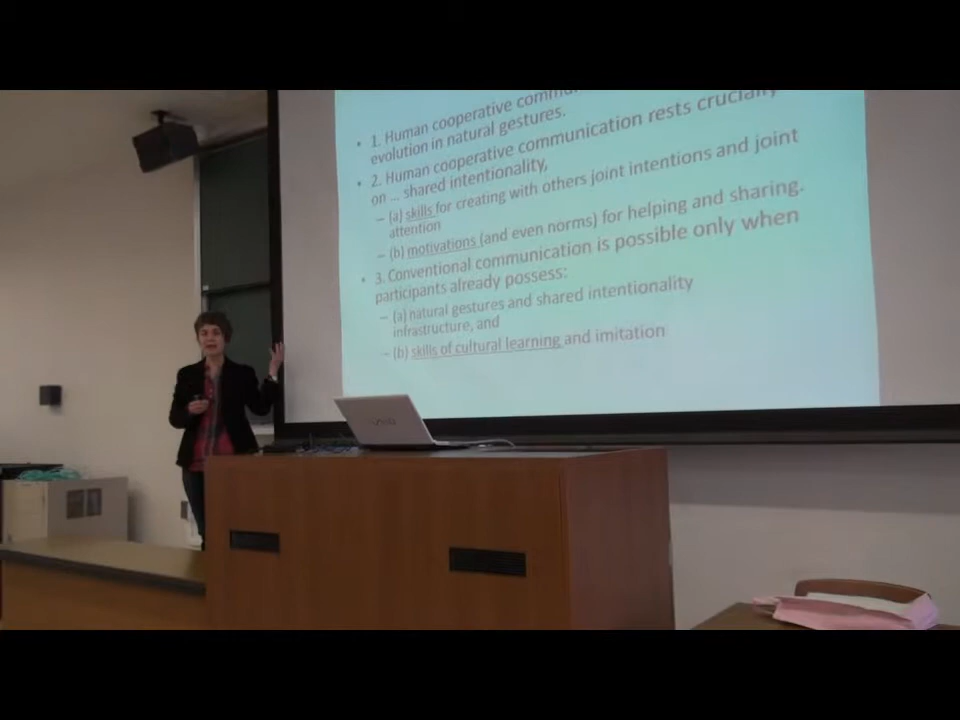 • 1. Human cooperative
evolution in natural gestures.
• 2. Human cooperative communication rests crucially
on ... shared intentionality,
– (a) skills for creating with others joint intentions and joint
attention
– (b) motivations (and even norms) for helping and sharing.
• 3. Conventional communication is possible only when
participants already possess:
– (a) natural gestures and shared intentionality
infrastructure, and
– (b) skills of cultural learning and imitation